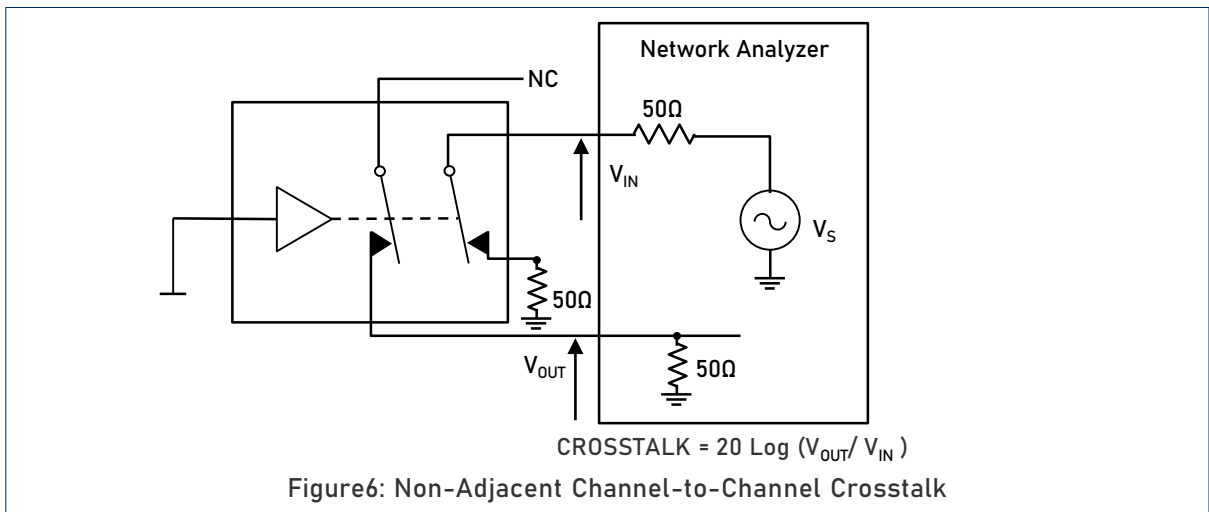 Network Analyzer
NC
50Ω
V_IN
V_S
50Ω
V_OUT
50Ω
CROSSTALK = 20 Log (V_OUT/ V_IN )
Figure6: Non-Adjacent Channel-to-Channel Crosstalk